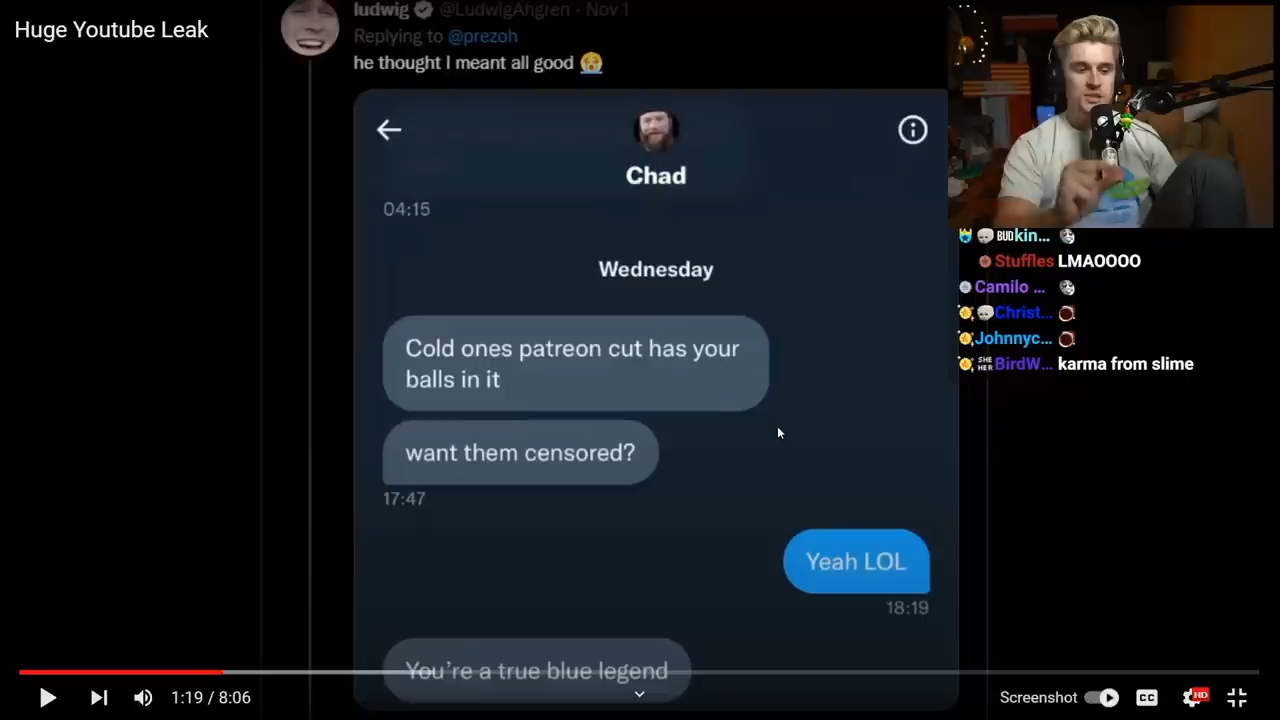 Huge Youtube Leak
ludwig @LudwigAhgren · Nov 1
Replying to @prezoh
he thought I meant all good 😭
Chad
04:15
Wednesday
Cold ones patreon cut has your
balls in it
want them censored?
17:47
Yeah LOL
18:19
You're a true blue legend
BUD kin...
Stuffles LMAOOOO
Camilo ...
Christ...
Johnnyc...
SHE HER BirdW... karma from slime
1:19 / 8:06
Screenshot
CC
HD